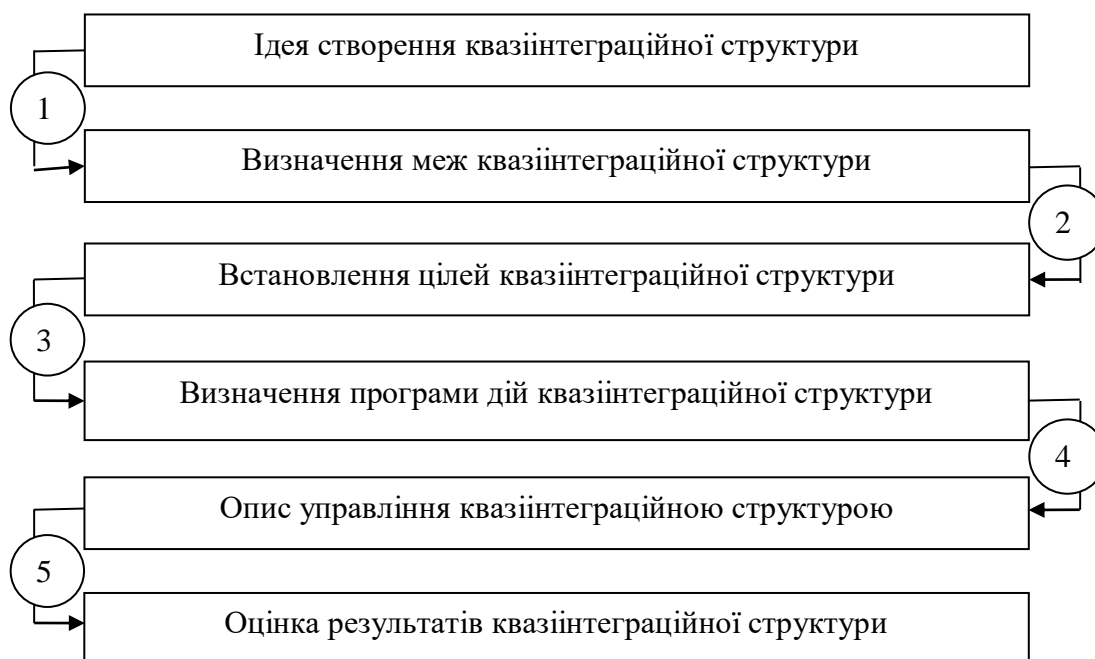 Ідея створення квазіінтеграційної структури
1
Визначення меж квазіінтеграційної структури
2
Встановлення цілей квазіінтеграційної структури
3
Визначення програми дій квазіінтеграційної структури
4
Опис управління квазіінтеграційною структурою
5
Оцінка результатів квазіінтеграційної структури